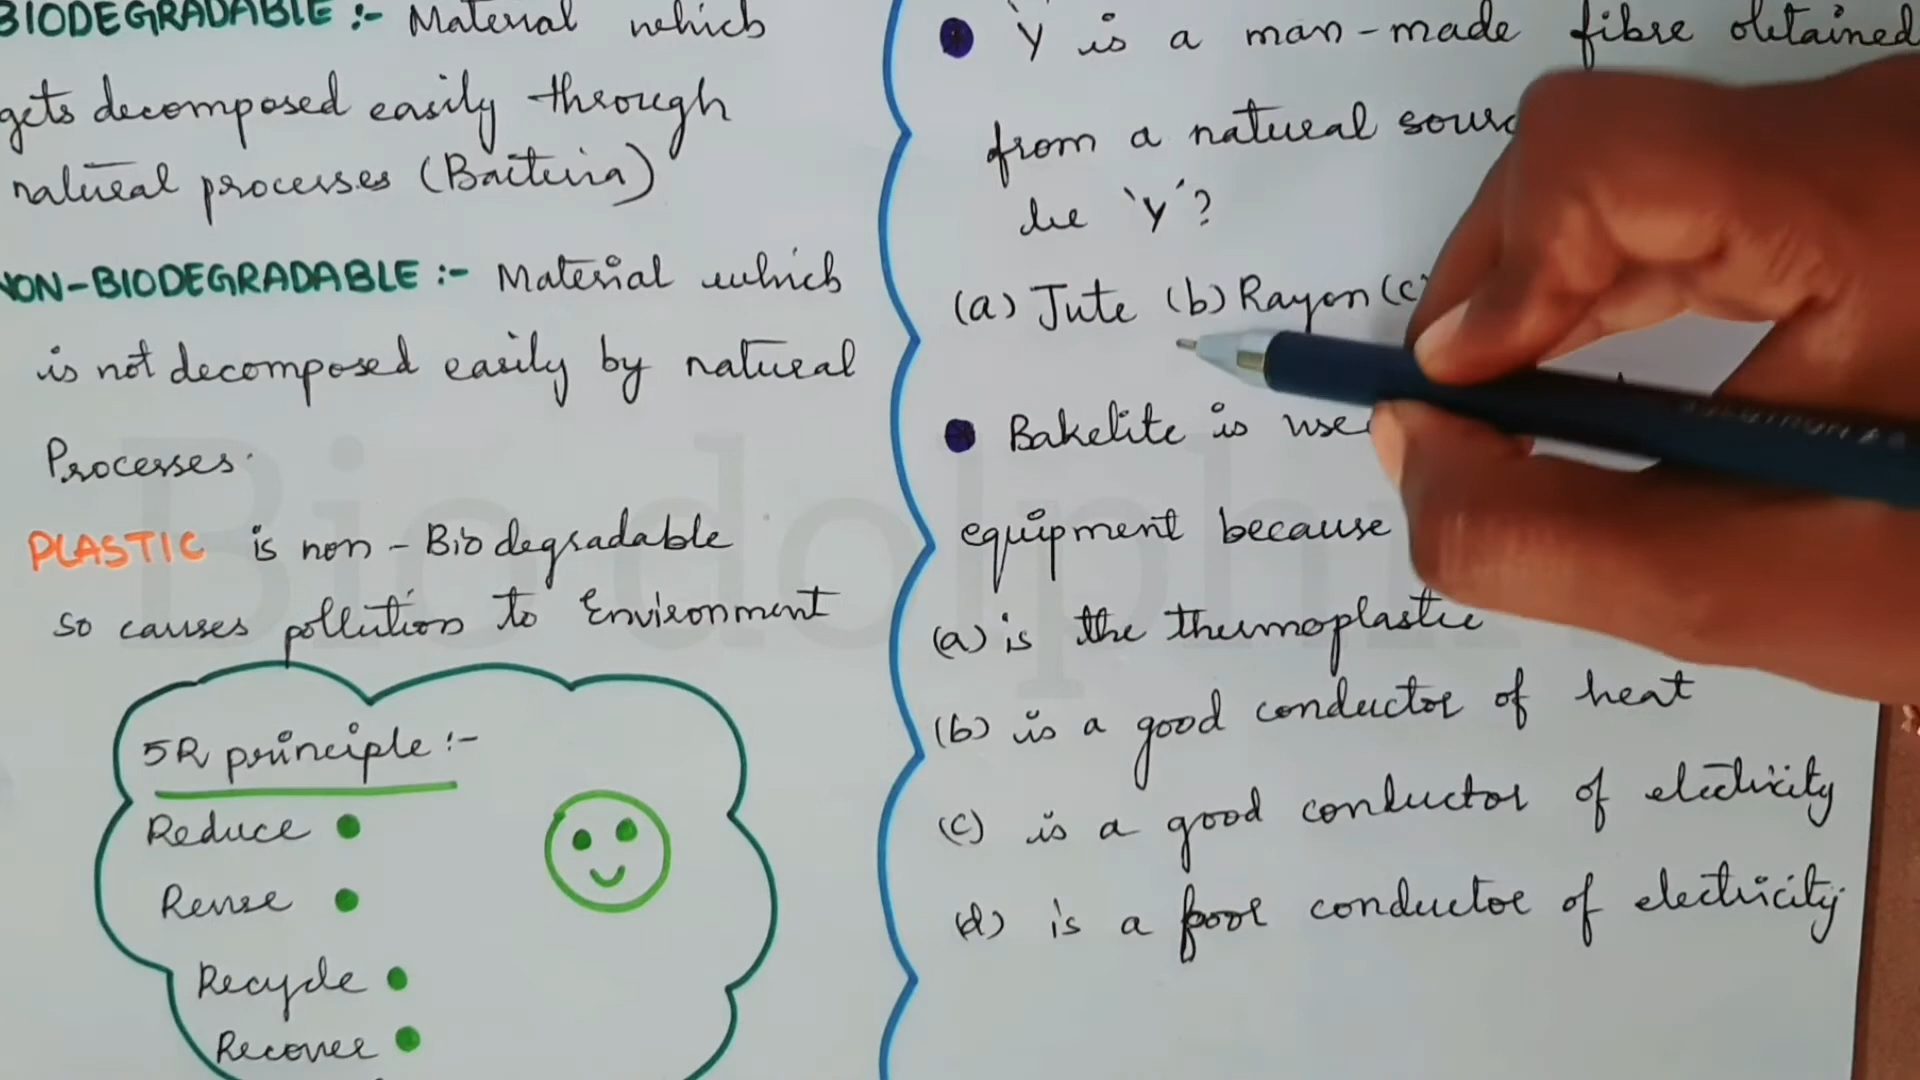 BIODEGRADABLE :- Material which
gets decomposed easily through
natural processes (Bacteria)
NON-BIODEGRADABLE :- Material which
is not decomposed easily by natural
Processes.
PLASTIC is non-Biodegradable
so causes pollution to Environment
5R principle :-
Reduce
Reuse
Recycle
Recover
'Y' is a man-made fibre obtained
from a natural
be 'Y'?
(a) Jute (b) Rayon (c)
Bakelite is
equipment because
(a) is the thermoplastic
(b) is a good conductor of heat
(c) is a good conductor of electricity
(d) is a poor conductor of electricity
Biodolphin